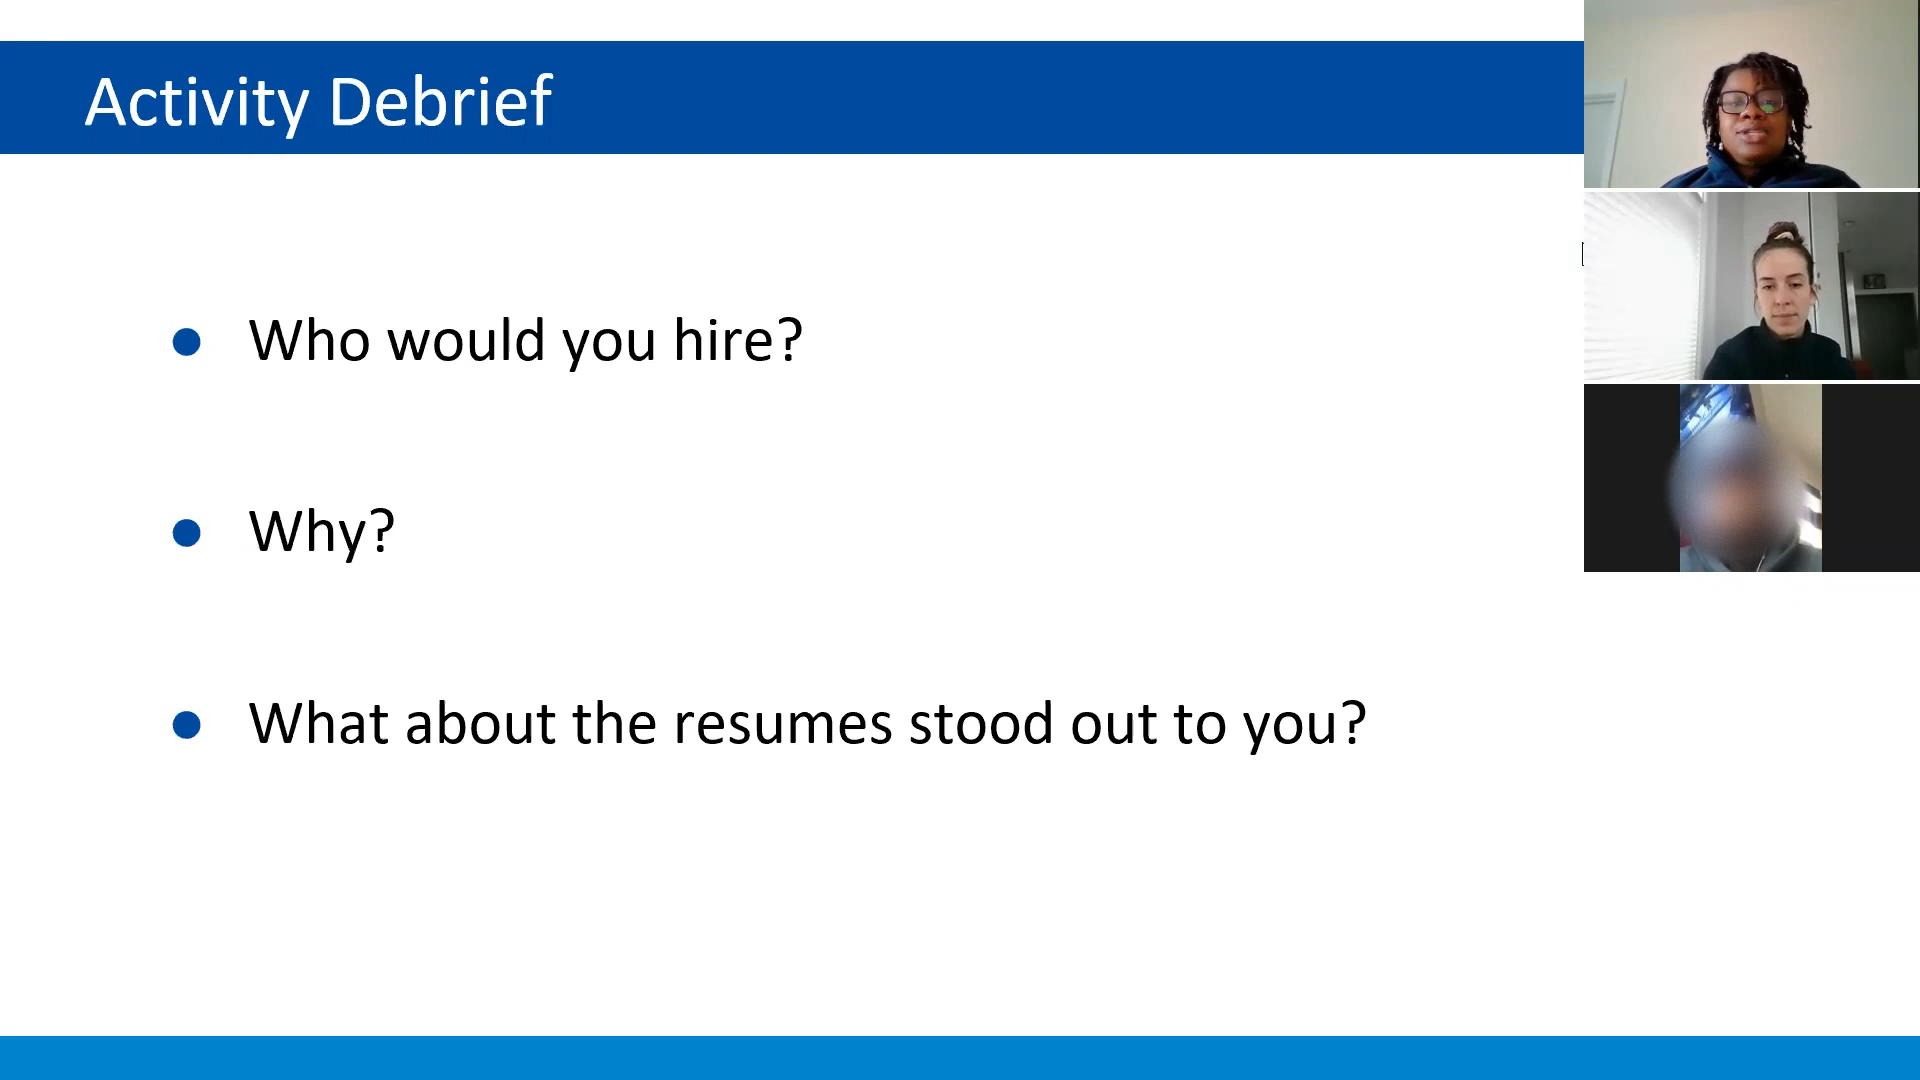 Activity Debrief
Who would you hire?
Why?
What about the resumes stood out to you?